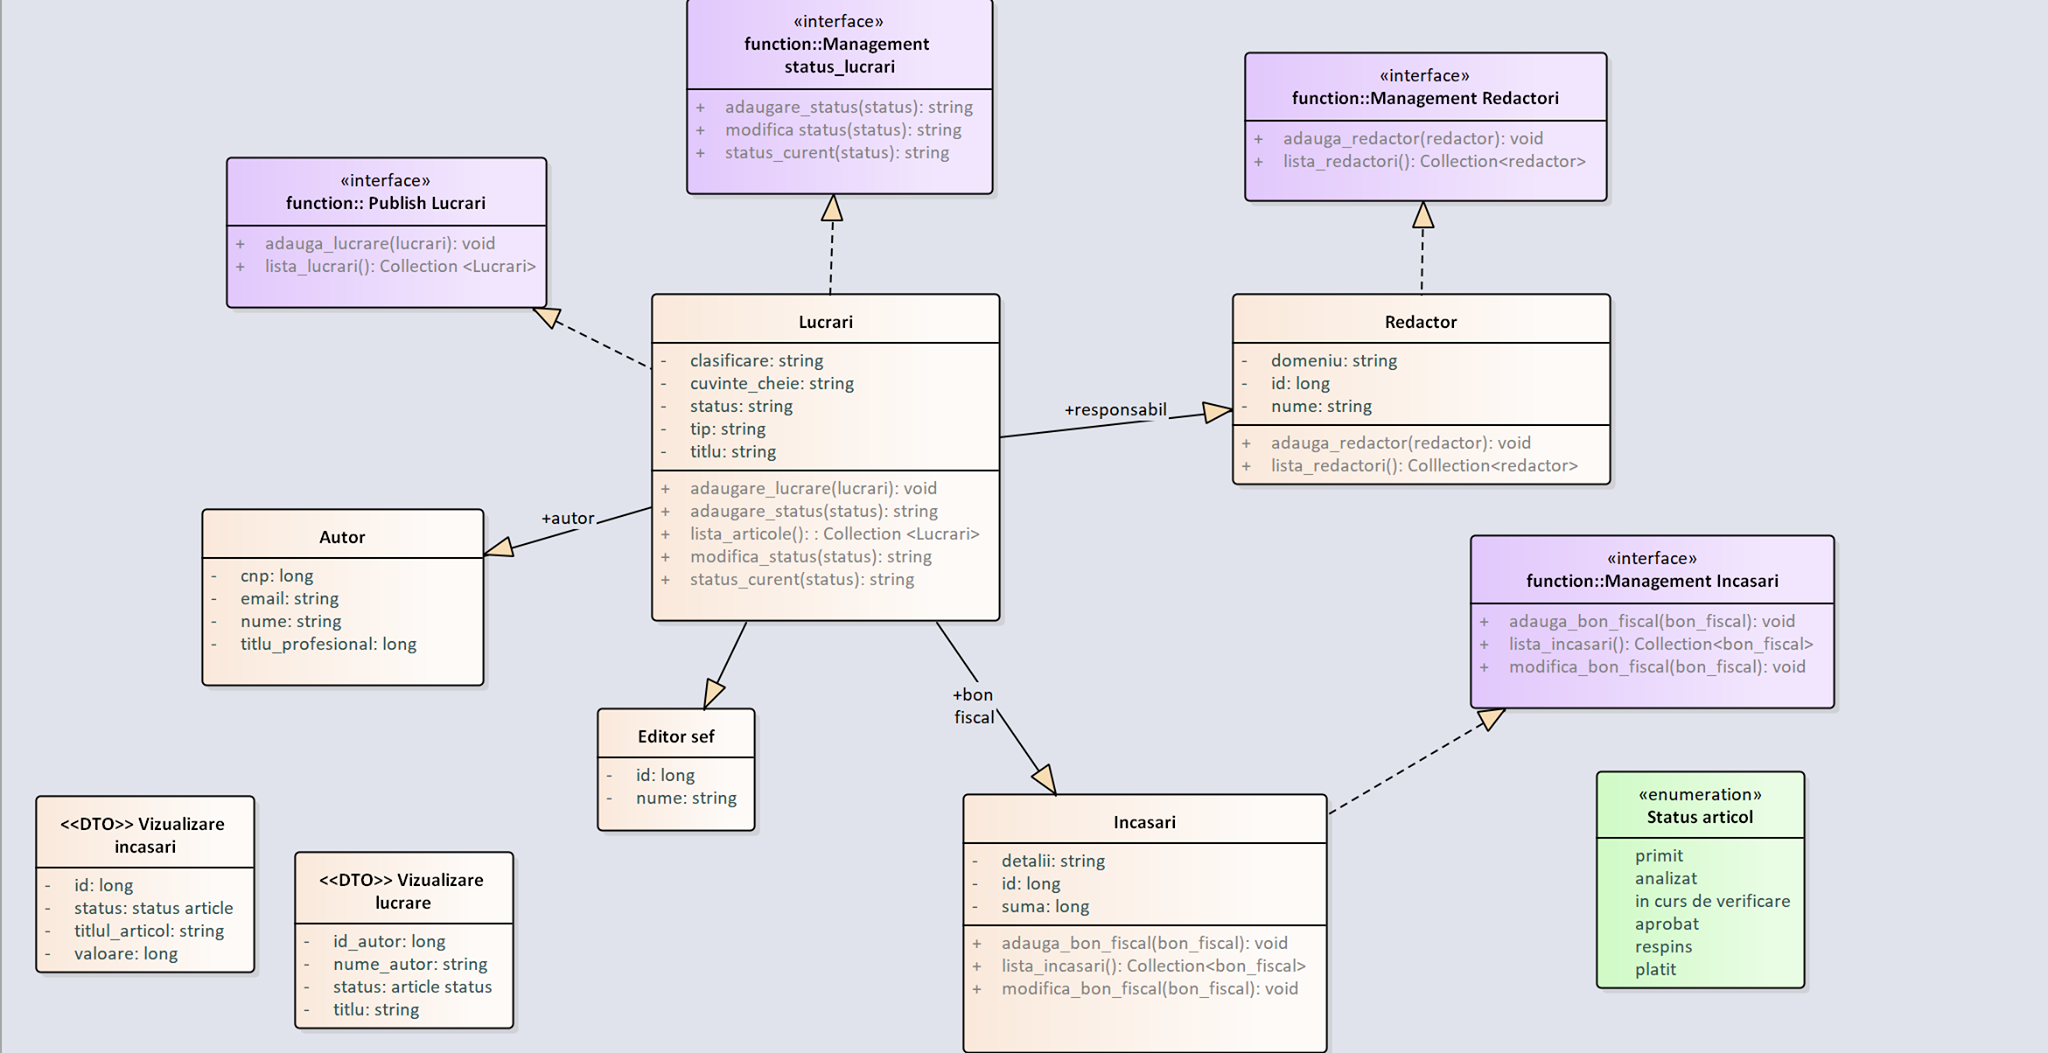 «interface»
function::Management
status_lucrari
+ adaugare_status(status): string
+ modifica status(status): string
+ status_curent(status): string
«interface»
function::Management Redactori
+ adauga_redactor(redactor): void
+ lista_redactori(): Collection<redactor>
«interface»
function:: Publish Lucrari
+ adauga_lucrare(lucrari): void
+ lista_lucrari(): Collection <Lucrari>
Lucrari
- clasificare: string
- cuvinte_cheie: string
- status: string
- tip: string
- titlu: string
+ adaugare_lucrare(lucrari): void
+ adaugare_status(status): string
+ lista_articole(): : Collection <Lucrari>
+ modifica_status(status): string
+ status_curent(status): string
Redactor
- domeniu: string
- id: long
- nume: string
+ adauga_redactor(redactor): void
+ lista_redactori(): Colllection<redactor>
+responsabil
+autor
Autor
- cnp: long
- email: string
- nume: string
- titlu_profesional: long
«interface»
function::Management Incasari
+ adauga_bon_fiscal(bon_fiscal): void
+ lista_incasari(): Collection<bon_fiscal>
+ modifica_bon_fiscal(bon_fiscal): void
+bon
fiscal
Editor sef
- id: long
- nume: string
<<DTO>> Vizualizare
incasari
- id: long
- status: status article
- titlul_articol: string
- valoare: long
<<DTO>> Vizualizare
lucrare
- id_autor: long
- nume_autor: string
- status: article status
- titlu: string
Incasari
- detalii: string
- id: long
- suma: long
+ adauga_bon_fiscal(bon_fiscal): void
+ lista_incasari(): Collection<bon_fiscal>
+ modifica_bon_fiscal(bon_fiscal): void
«enumeration»
Status articol
primit
analizat
in curs de verificare
aprobat
respins
platit